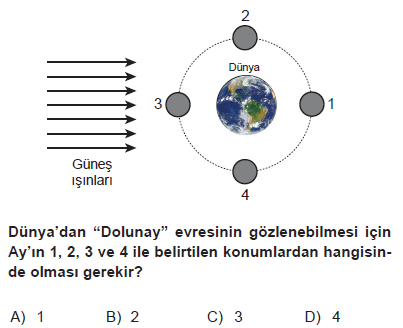 2
Dünya
3
1
Güneş
ışınları
4
Dünya'dan "Dolunay" evresinin gözlenebilmesi için
Ay'ın 1, 2, 3 ve 4 ile belirtilen konumlardan hangisin-
de olması gerekir?
A) 1 B) 2 C) 3 D) 4